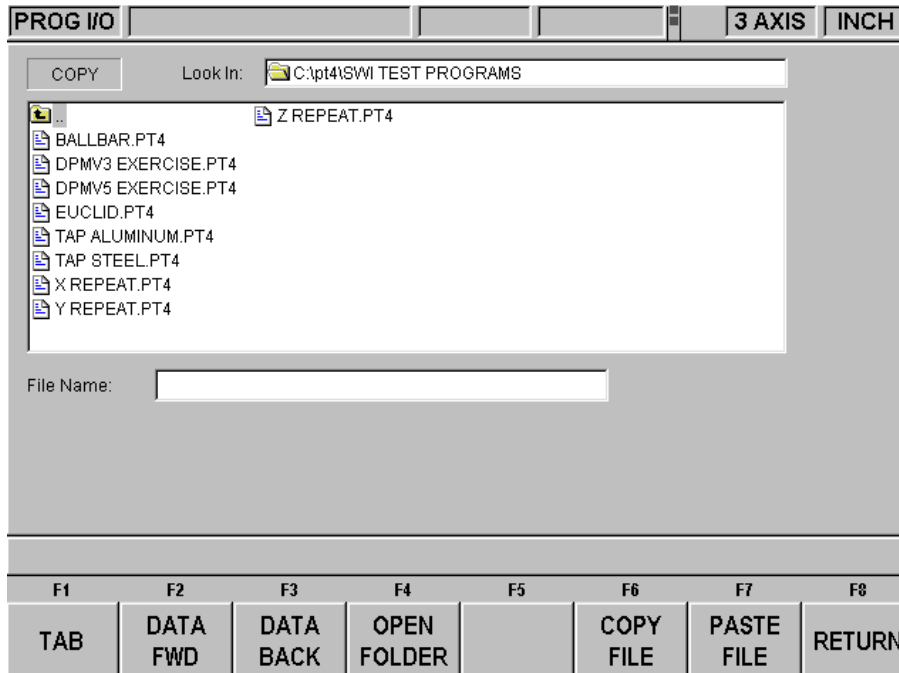 PROG I/O 3 AXIS INCH
COPY Look In: C:\pt4\SWI TEST PROGRAMS
..
BALLBAR.PT4
DPMV3 EXERCISE.PT4
DPMV5 EXERCISE.PT4
EUCLID.PT4
TAP ALUMINUM.PT4
TAP STEEL.PT4
X REPEAT.PT4
Y REPEAT.PT4
Z REPEAT.PT4
File Name:
F1 F2 F3 F4 F5 F6 F7 F8
TAB DATA FWD DATA BACK OPEN FOLDER COPY FILE PASTE FILE RETURN